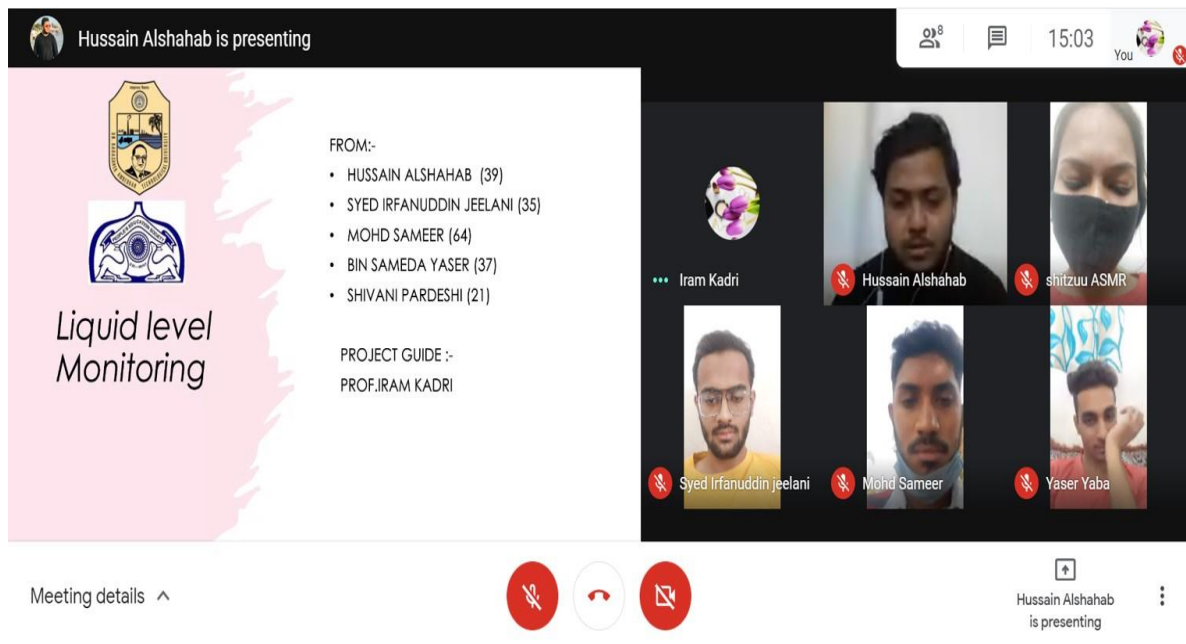 Hussain Alshahab is presenting
8
15:03
You
Liquid level
Monitoring
FROM:-
• HUSSAIN ALSHAHAB (39)
• SYED IRFANUDDIN JEELANI (35)
• MOHD SAMEER (64)
• BIN SAMEDA YASER (37)
• SHIVANI PARDESHI (21)
PROJECT GUIDE :-
PROF.IRAM KADRI
Iram Kadri
Hussain Alshahab
shitzuu ASMR
Syed Irfanuddin jeelani
Mohd Sameer
Yaser Yaba
Meeting details
Hussain Alshahab
is presenting